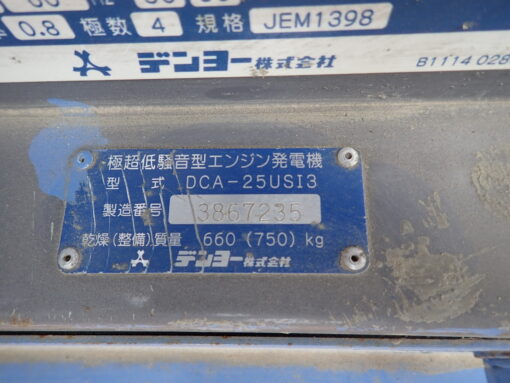 0.8 極数 4 規格 JEM1398
デンヨー株式会社 B1114 028
極超低騒音型エンジン発電機
型式 DCA-25USI3
製造番号 3867235
乾燥(整備)質量 660 (750) kg
デンヨー株式会社